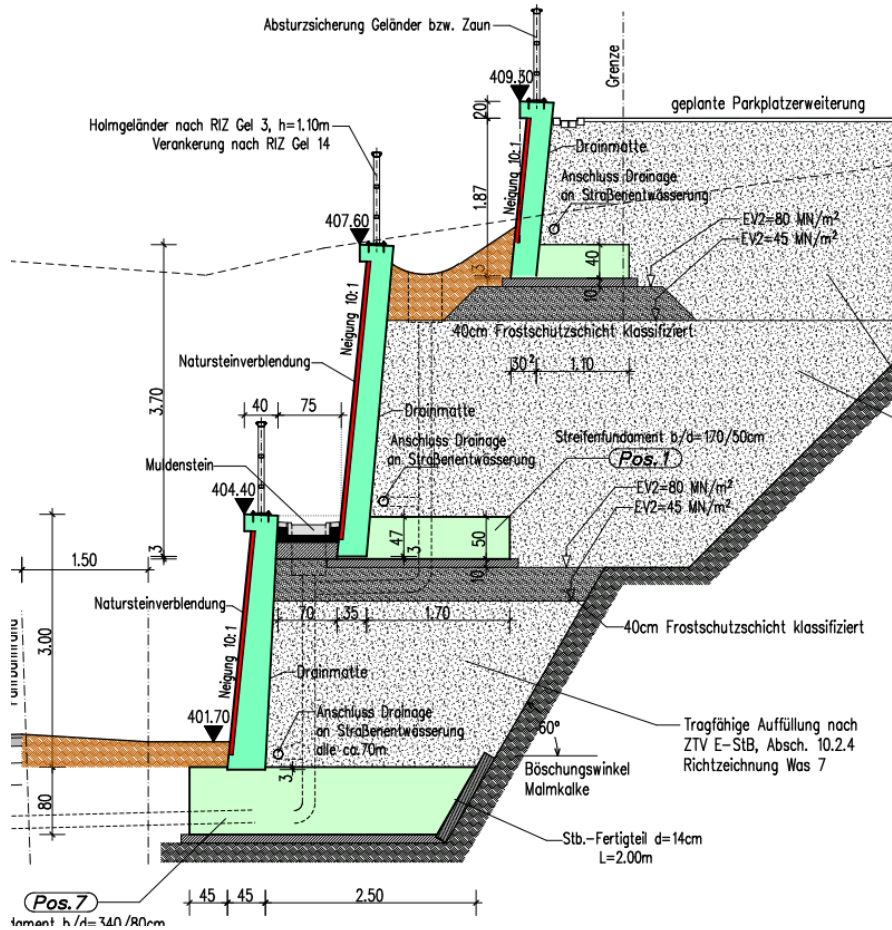 Absturzsicherung Geländer bzw. Zaun
Grenze
409.30
20
geplante Parkplatzerweiterung
Holmgeländer nach RIZ Gel 3, h=1.10m
Verankerung nach RIZ Gel 14
Drainmatte
Neigung 10:1
1.87
Anschluss Drainage
an Straßenentwässerung
407.60
EV2=80 MN/m²
EV2=45 MN/m²
3
40
10
Neigung 10:1
40cm Frostschutzschicht klassifiziert
Natursteinverblendung
30²
1.10
3.70
40
75
Drainmatte
Anschluss Drainage
an Straßenentwässerung
Streifenfundament b/d=170/50cm
Pos.1
Muldenstein
404.40
EV2=80 MN/m²
EV2=45 MN/m²
3
47
3
50
10
1.50
Natursteinverblendung
70
35
1.70
40cm Frostschutzschicht klassifiziert
3.00
Neigung 10:1
Drainmatte
401.70
Anschluss Drainage
an Straßenentwässerung
alle ca.70m
3
60°
Böschungswinkel
Malmkalke
Tragfähige Auffüllung nach
ZTV E-StB, Absch. 10.2.4
Richtzeichnung Was 7
80
Stb.-Fertigteil d=14cm
L=2.00m
45
45
2.50
Pos.7
b/d=340/80cm